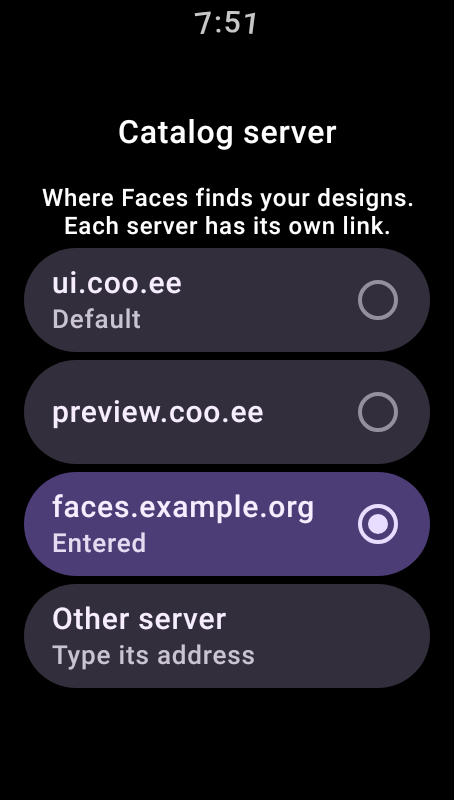 7:51
Catalog server
Where Faces finds your designs.
Each server has its own link.
ui.coo.ee
Default
preview.coo.ee
faces.example.org
Entered
Other server
Type its address